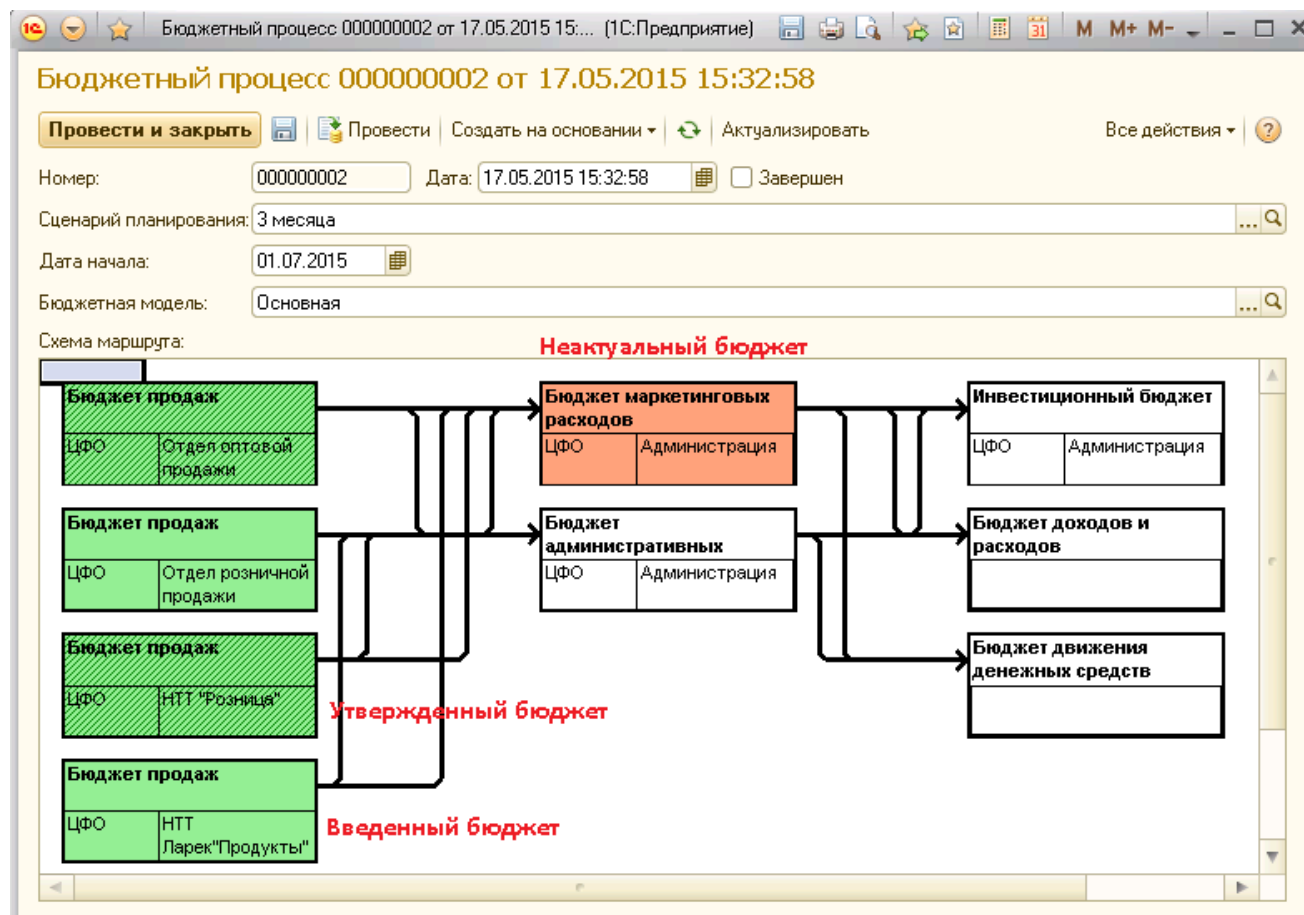 Бюджетный процесс 000000002 от 17.05.2015 15:... (1С:Предприятие)
31 M M+ M-
Бюджетный процесс 000000002 от 17.05.2015 15:32:58
Провести и закрыть Провести Создать на основании Актуализировать Все действия ?
Номер: 000000002 Дата: 17.05.2015 15:32:58 Завершен
Сценарий планирования: 3 месяца ...
Дата начала: 01.07.2015
Бюджетная модель: Основная ...
Схема маршрута:
Неактуальный бюджет
Бюджет продаж
ЦФО Отдел оптовой
продажи
Бюджет маркетинговых
расходов
ЦФО Администрация
Инвестиционный бюджет
ЦФО Администрация
Бюджет продаж
ЦФО Отдел розничной
продажи
Бюджет
административных
ЦФО Администрация
Бюджет доходов и
расходов
Бюджет продаж
ЦФО НТТ "Розница"
Утвержденный бюджет
Бюджет движения
денежных средств
Бюджет продаж
ЦФО НТТ
Ларек"Продукты"
Введенный бюджет